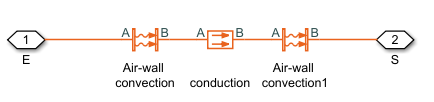 A B A B A B
1 2
E Air-wall Air-wall S
convection conduction convection1